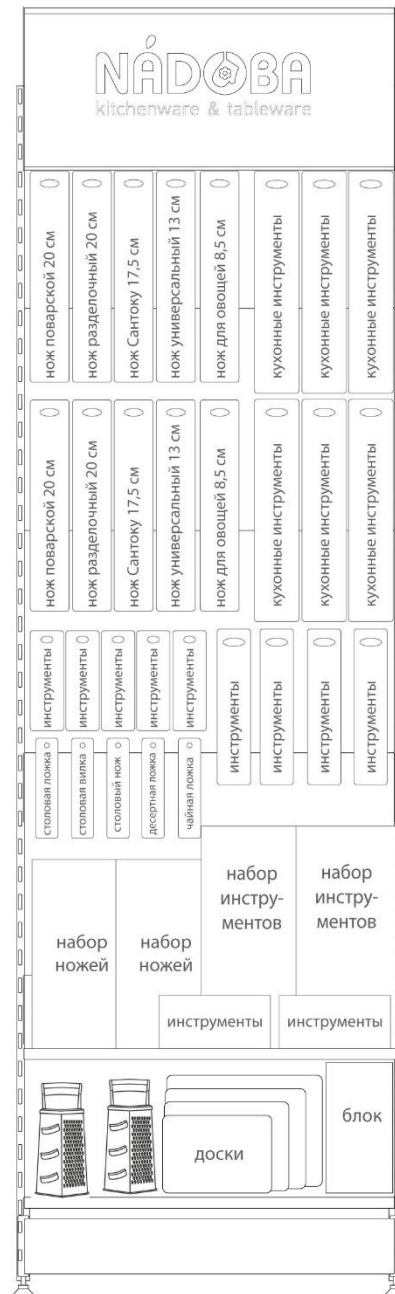 NÁDOBA
kitchenware & tableware
нож поварской 20 см
нож разделочный 20 см
нож Сантоку 17,5 см
нож универсальный 13 см
нож для овощей 8,5 см
кухонные инструменты
кухонные инструменты
кухонные инструменты
нож поварской 20 см
нож разделочный 20 см
нож Сантоку 17,5 см
нож универсальный 13 см
нож для овощей 8,5 см
кухонные инструменты
кухонные инструменты
кухонные инструменты
инструменты
инструменты
инструменты
инструменты
инструменты
инструменты
инструменты
инструменты
инструменты
столовая ложка
столовая вилка
столовый нож
десертная ложка
чайная ложка
набор
ножей
набор
ножей
набор
инстру-
ментов
набор
инстру-
ментов
инструменты
инструменты
доски
блок